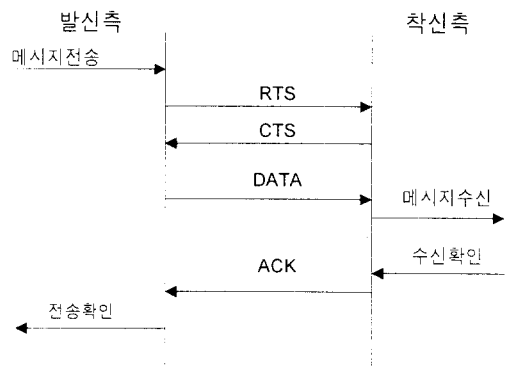 발신측
착신측
메시지전송
RTS
CTS
DATA
메시지수신
수신확인
ACK
전송확인